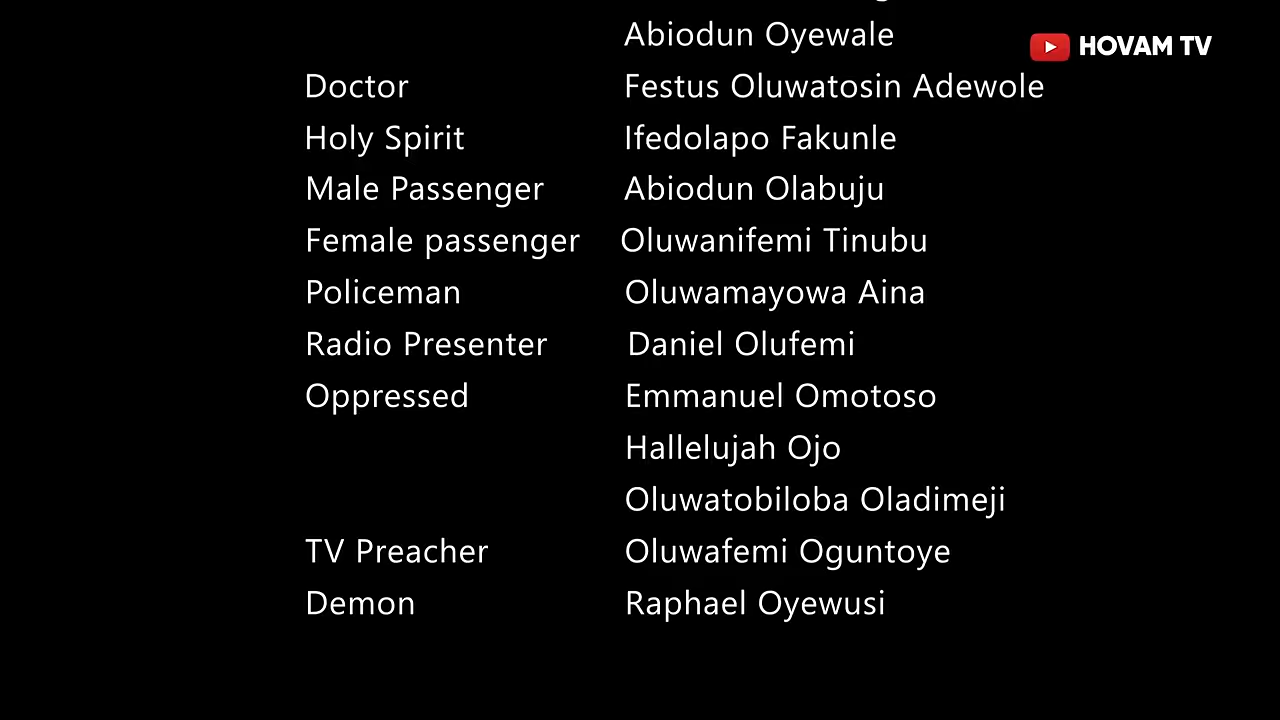 Abiodun Oyewale
HOVAM TV
Doctor Festus Oluwatosin Adewole
Holy Spirit Ifedolapo Fakunle
Male Passenger Abiodun Olabuju
Female passenger Oluwanifemi Tinubu
Policeman Oluwamayowa Aina
Radio Presenter Daniel Olufemi
Oppressed Emmanuel Omotoso
Hallelujah Ojo
Oluwatobiloba Oladimeji
TV Preacher Oluwafemi Oguntoye
Demon Raphael Oyewusi